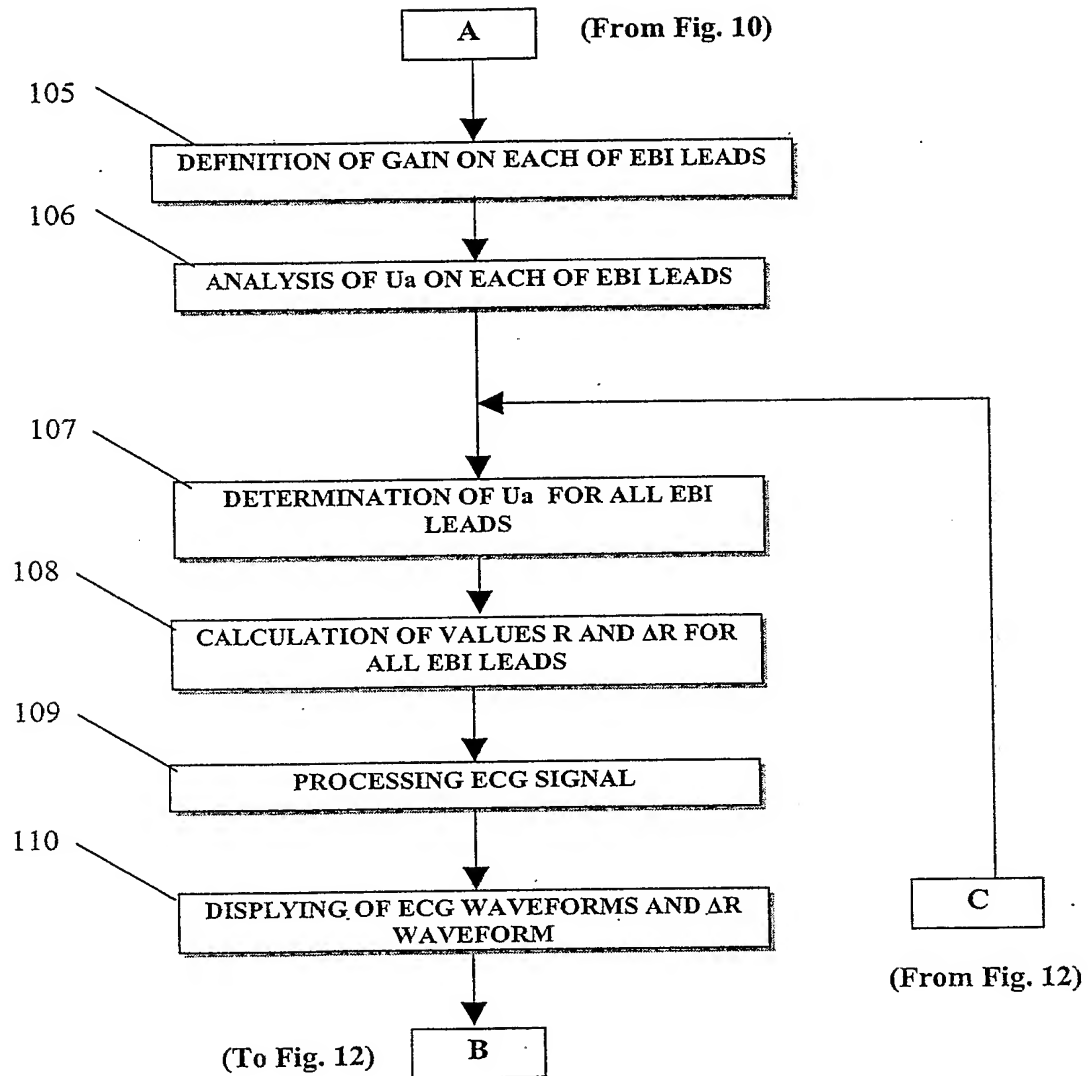 A
(From Fig. 10)
105
DEFINITION OF GAIN ON EACH OF EBI LEADS
106
ANALYSIS OF Ua ON EACH OF EBI LEADS
107
DETERMINATION OF Ua FOR ALL EBI
LEADS
108
CALCULATION OF VALUES R AND ΔR FOR
ALL EBI LEADS
109
PROCESSING ECG SIGNAL
110
DISPLYING OF ECG WAVEFORMS AND ΔR
WAVEFORM
C
(From Fig. 12)
(To Fig. 12)
B